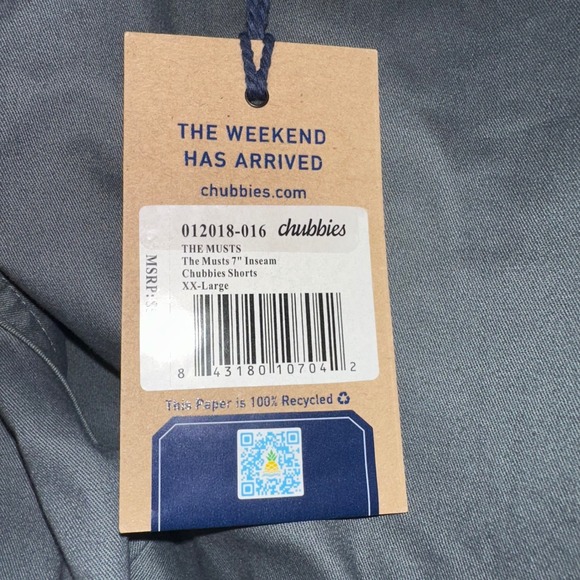 THE WEEKEND
HAS ARRIVED
chubbies.com
012018-016 chubbies
THE MUSTS
The Musts 7" Inseam
Chubbies Shorts
XX-Large
MSRP:$
8 43180 10704 2
This Paper is 100% Recycled